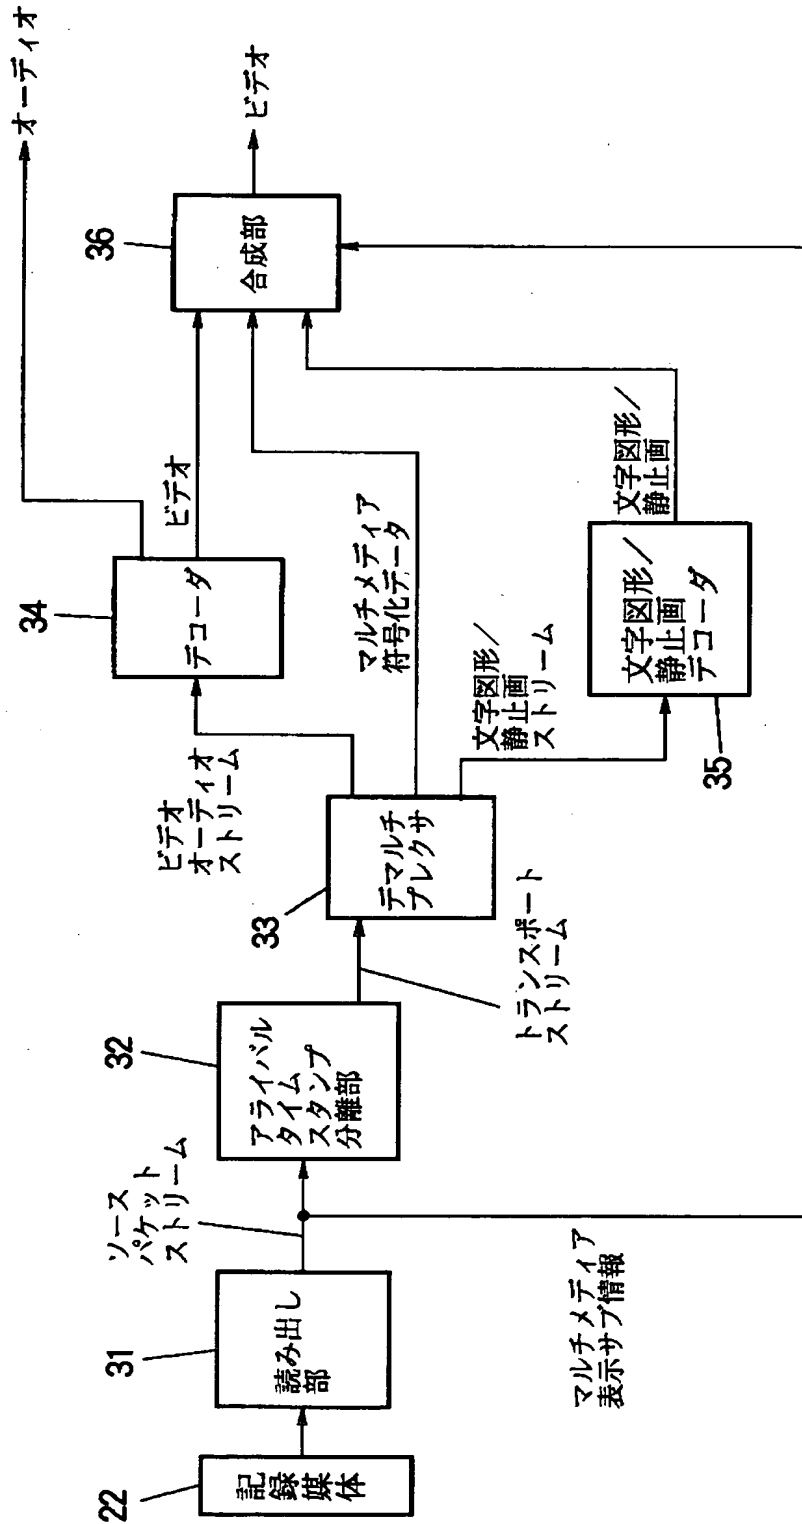 22
記録媒体
31
読み出し
部
ソース
パケット
ストリーム
32
アライバル
タイム
スタンプ
分離部
トランスポート
ストリーム
33
デマルチ
プレクサ
ビデオ
オーディオ
ストリーム
34
デコーダ
オーディオ
ビデオ
マルチメディア
符号化データ
文字図形／
静止画
ストリーム
35
文字図形／
静止画
デコーダ
文字図形／
静止画
36
合成部
ビデオ
マルチメディア
表示サブ情報